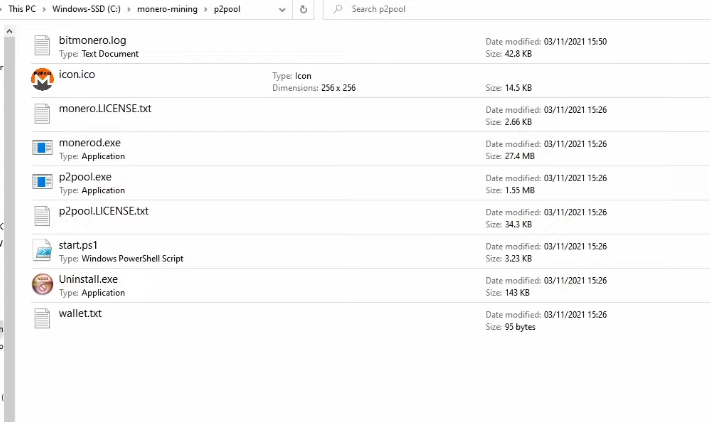 This PC > Windows-SSD (C:) > monero-mining > p2pool
Search p2pool
bitmonero.log
Type: Text Document
Date modified: 03/11/2021 15:50
Size: 42.8 KB
icon.ico
Type: Icon
Dimensions: 256 x 256
Size: 14.5 KB
monero.LICENSE.txt
Date modified: 03/11/2021 15:26
Size: 2.66 KB
monerod.exe
Type: Application
Date modified: 03/11/2021 15:26
Size: 27.4 MB
p2pool.exe
Type: Application
Date modified: 03/11/2021 15:26
Size: 1.55 MB
p2pool.LICENSE.txt
Date modified: 03/11/2021 15:26
Size: 34.3 KB
start.ps1
Type: Windows PowerShell Script
Date modified: 03/11/2021 15:26
Size: 3.23 KB
Uninstall.exe
Type: Application
Date modified: 03/11/2021 15:26
Size: 143 KB
wallet.txt
Date modified: 03/11/2021 15:26
Size: 95 bytes